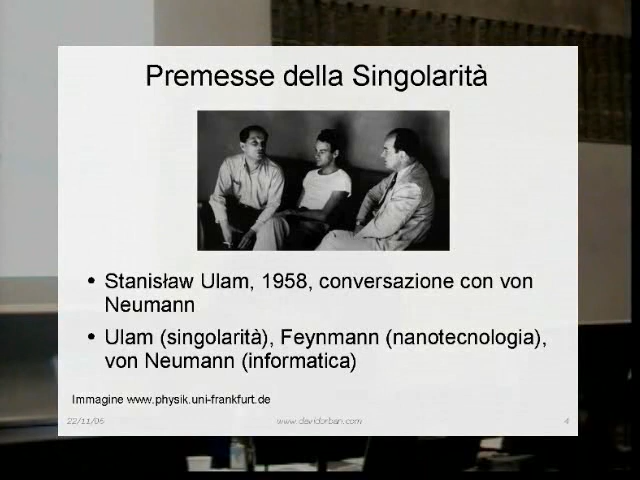 Premesse della Singolarità
• Stanisław Ulam, 1958, conversazione con von
Neumann
• Ulam (singolarità), Feynmann (nanotecnologia),
von Neumann (informatica)
Immagine www.physik.uni-frankfurt.de
22/11/06
www.davidorban.com
4